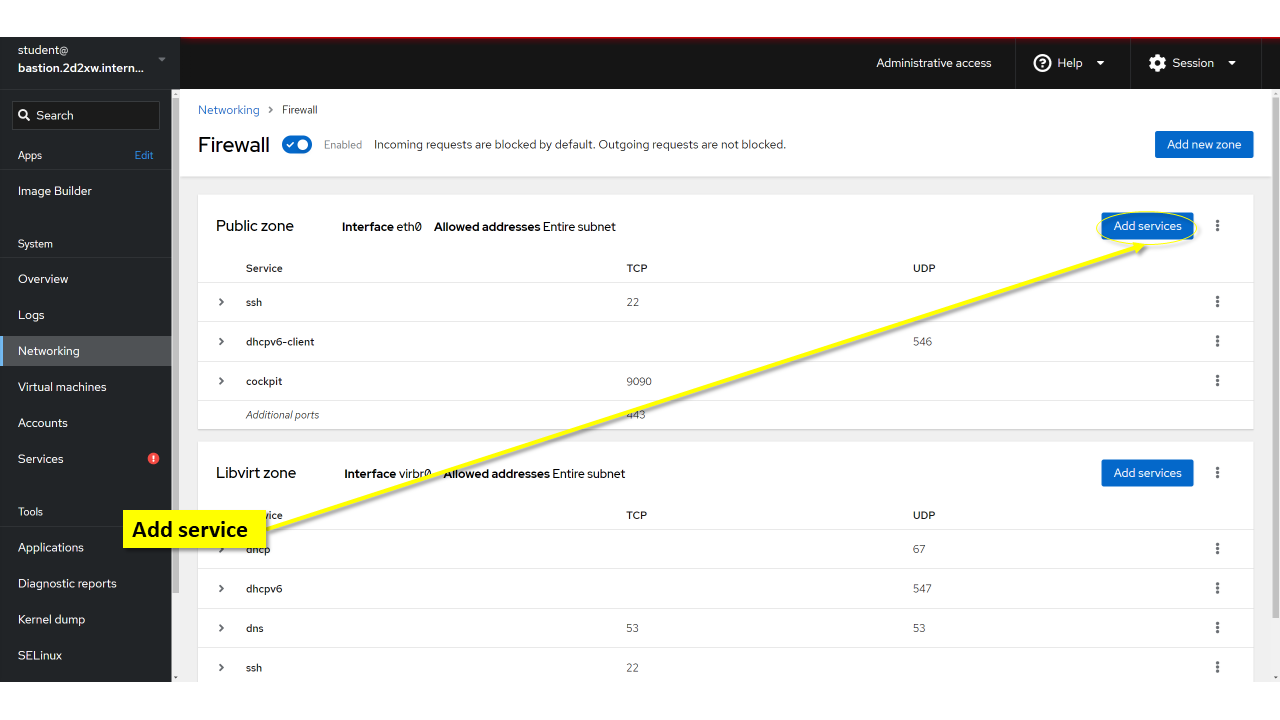 student@
bastion.2d2xw.intern...
Administrative access
Help
Session
Search
Apps Edit
Image Builder
System
Overview
Logs
Networking
Virtual machines
Accounts
Services
Tools
Applications
Diagnostic reports
Kernel dump
SELinux
Networking > Firewall
Firewall Enabled Incoming requests are blocked by default. Outgoing requests are not blocked. Add new zone
Public zone Interface eth0 Allowed addresses Entire subnet Add services
Service TCP UDP
ssh 22
dhcpv6-client 546
cockpit 9090
Additional ports 443
Libvirt zone Interface virbr0 Allowed addresses Entire subnet Add services
TCP UDP
Add service
dhcp 67
dhcpv6 547
dns 53 53
ssh 22